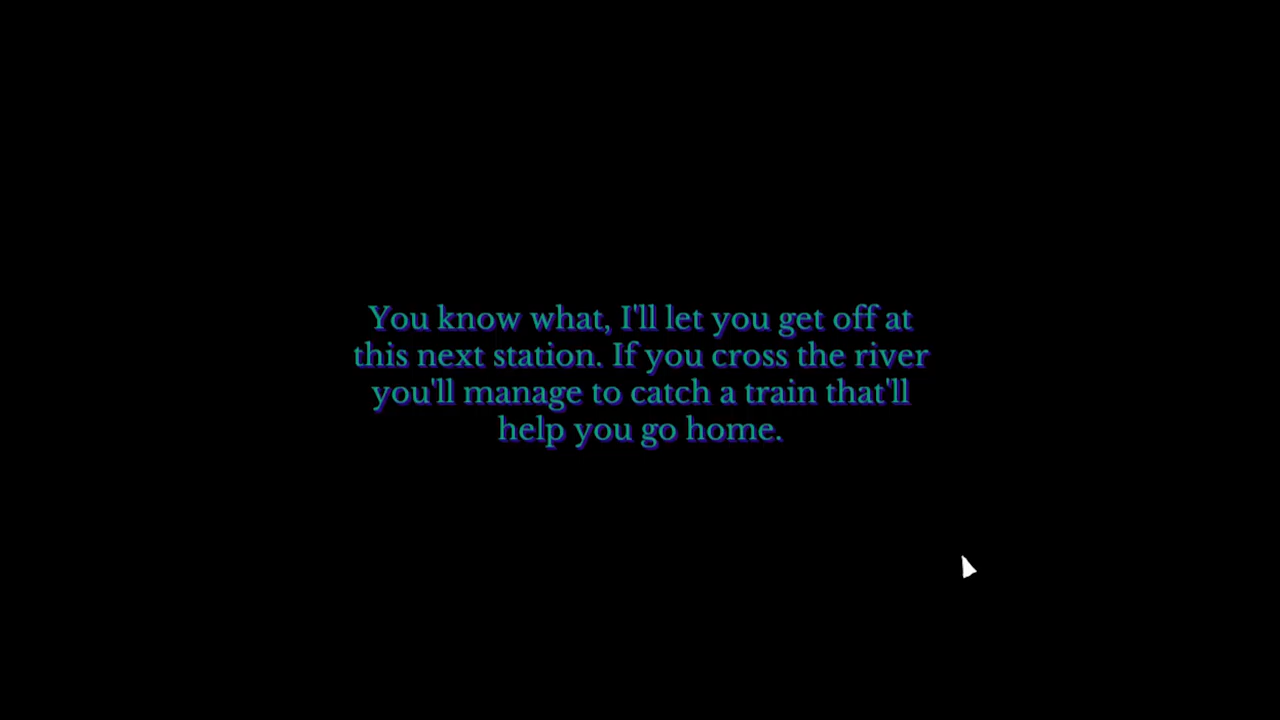 You know what, I'll let you get off at
this next station. If you cross the river
you'll manage to catch a train that'll
help you go home.